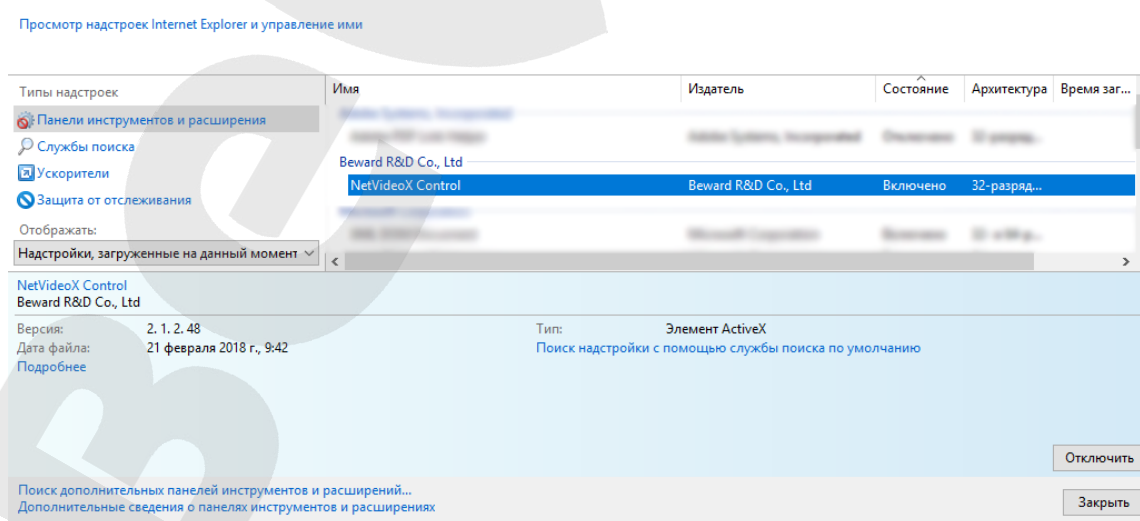 Просмотр надстроек Internet Explorer и управление ими
Типы надстроек
Панели инструментов и расширения
Службы поиска
Ускорители
Защита от отслеживания
Отображать:
Надстройки, загруженные на данный момент
Имя Издатель Состояние Архитектура Время заг...
Beward R&D Co., Ltd
NetVideoX Control Beward R&D Co., Ltd Включено 32-разряд...
NetVideoX Control
Beward R&D Co., Ltd
Версия: 2. 1. 2. 48 Тип: Элемент ActiveX
Дата файла: 21 февраля 2018 г., 9:42 Поиск надстройки с помощью службы поиска по умолчанию
Подробнее
Отключить
Поиск дополнительных панелей инструментов и расширений...
Дополнительные сведения о панелях инструментов и расширениях
Закрыть